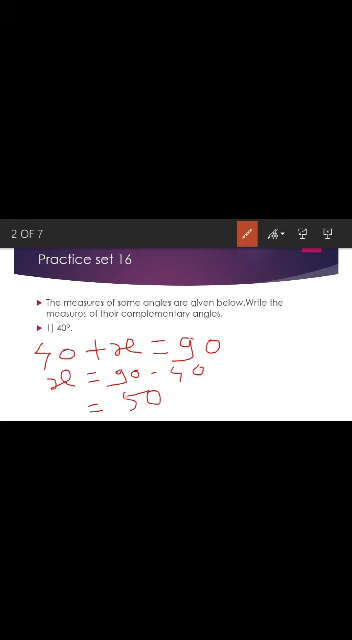 2 OF 7
Practice set 16
The measures of some angles are given below.Write the
measures of their complementary angles.
1) 40°.
40 + x = 90
x = 90 - 40
= 50